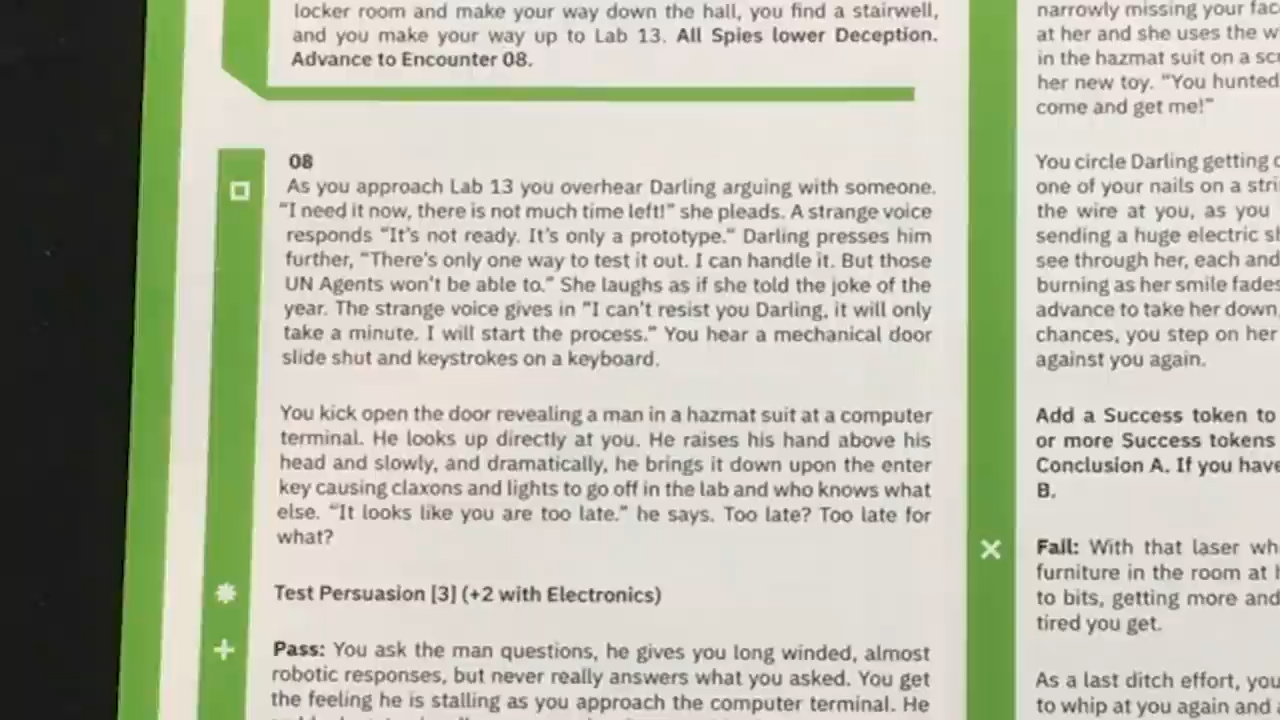 locker room and make your way down the hall, you find a stairwell,
and you make your way up to Lab 13. All Spies lower Deception.
Advance to Encounter 08.
08
As you approach Lab 13 you overhear Darling arguing with someone.
“I need it now, there is not much time left!” she pleads. A strange voice
responds “It’s not ready. It’s only a prototype.“ Darling presses him
further, “There’s only one way to test it out. I can handle it. But those
UN Agents won’t be able to.” She laughs as if she told the joke of the
year. The strange voice gives in “I can’t resist you Darling, it will only
take a minute. I will start the process.” You hear a mechanical door
slide shut and keystrokes on a keyboard.
You kick open the door revealing a man in a hazmat suit at a computer
terminal. He looks up directly at you. He raises his hand above his
head and slowly, and dramatically, he brings it down upon the enter
key causing claxons and lights to go off in the lab and who knows what
else. “It looks like you are too late.” he says. Too late? Too late for
what?
Test Persuasion [3] (+2 with Electronics)
Pass: You ask the man questions, he gives you long winded, almost
robotic responses, but never really answers what you asked. You get
the feeling he is stalling as you approach the computer terminal. He
narrowly missing your
at her and she uses the
in the hazmat suit on a
her new toy. “You hunted
come and get me!”
You circle Darling getting
one of your nails on a
the wire at you, as you
sending a huge electric
see through her, each and
burning as her smile fades
advance to take her down,
chances, you step on her
against you again.
Add a Success token to
or more Success tokens
Conclusion A. If you have
B.
Fail: With that laser
furniture in the room at
to bits, getting more and
tired you get.
As a last ditch effort, you
to whip at you again and